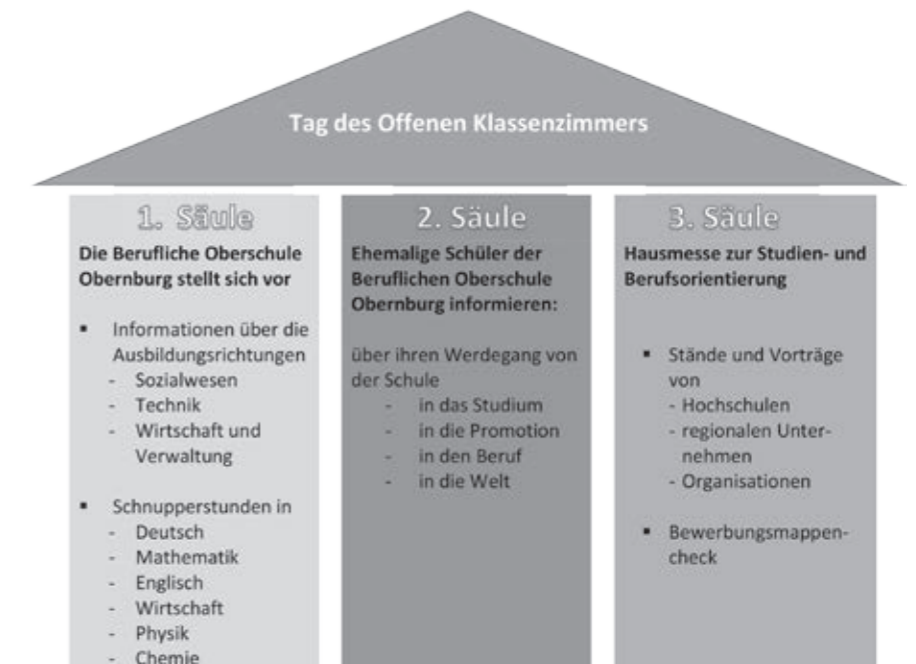 Tag des Offenen Klassenzimmers
1. Säule
Die Berufliche Oberschule
Obernburg stellt sich vor
▪ Informationen über die
Ausbildungsrichtungen
- Sozialwesen
- Technik
- Wirtschaft und
Verwaltung
▪ Schnupperstunden in
- Deutsch
- Mathematik
- Englisch
- Wirtschaft
- Physik
- Chemie
2. Säule
Ehemalige Schüler der
Beruflichen Oberschule
Obernburg informieren:
über ihren Werdegang von
der Schule
- in das Studium
- in die Promotion
- in den Beruf
- in die Welt
3. Säule
Hausmesse zur Studien- und
Berufsorientierung
▪ Stände und Vorträge
von
- Hochschulen
- regionalen Unter-
nehmen
- Organisationen
▪ Bewerbungsmappen-
check